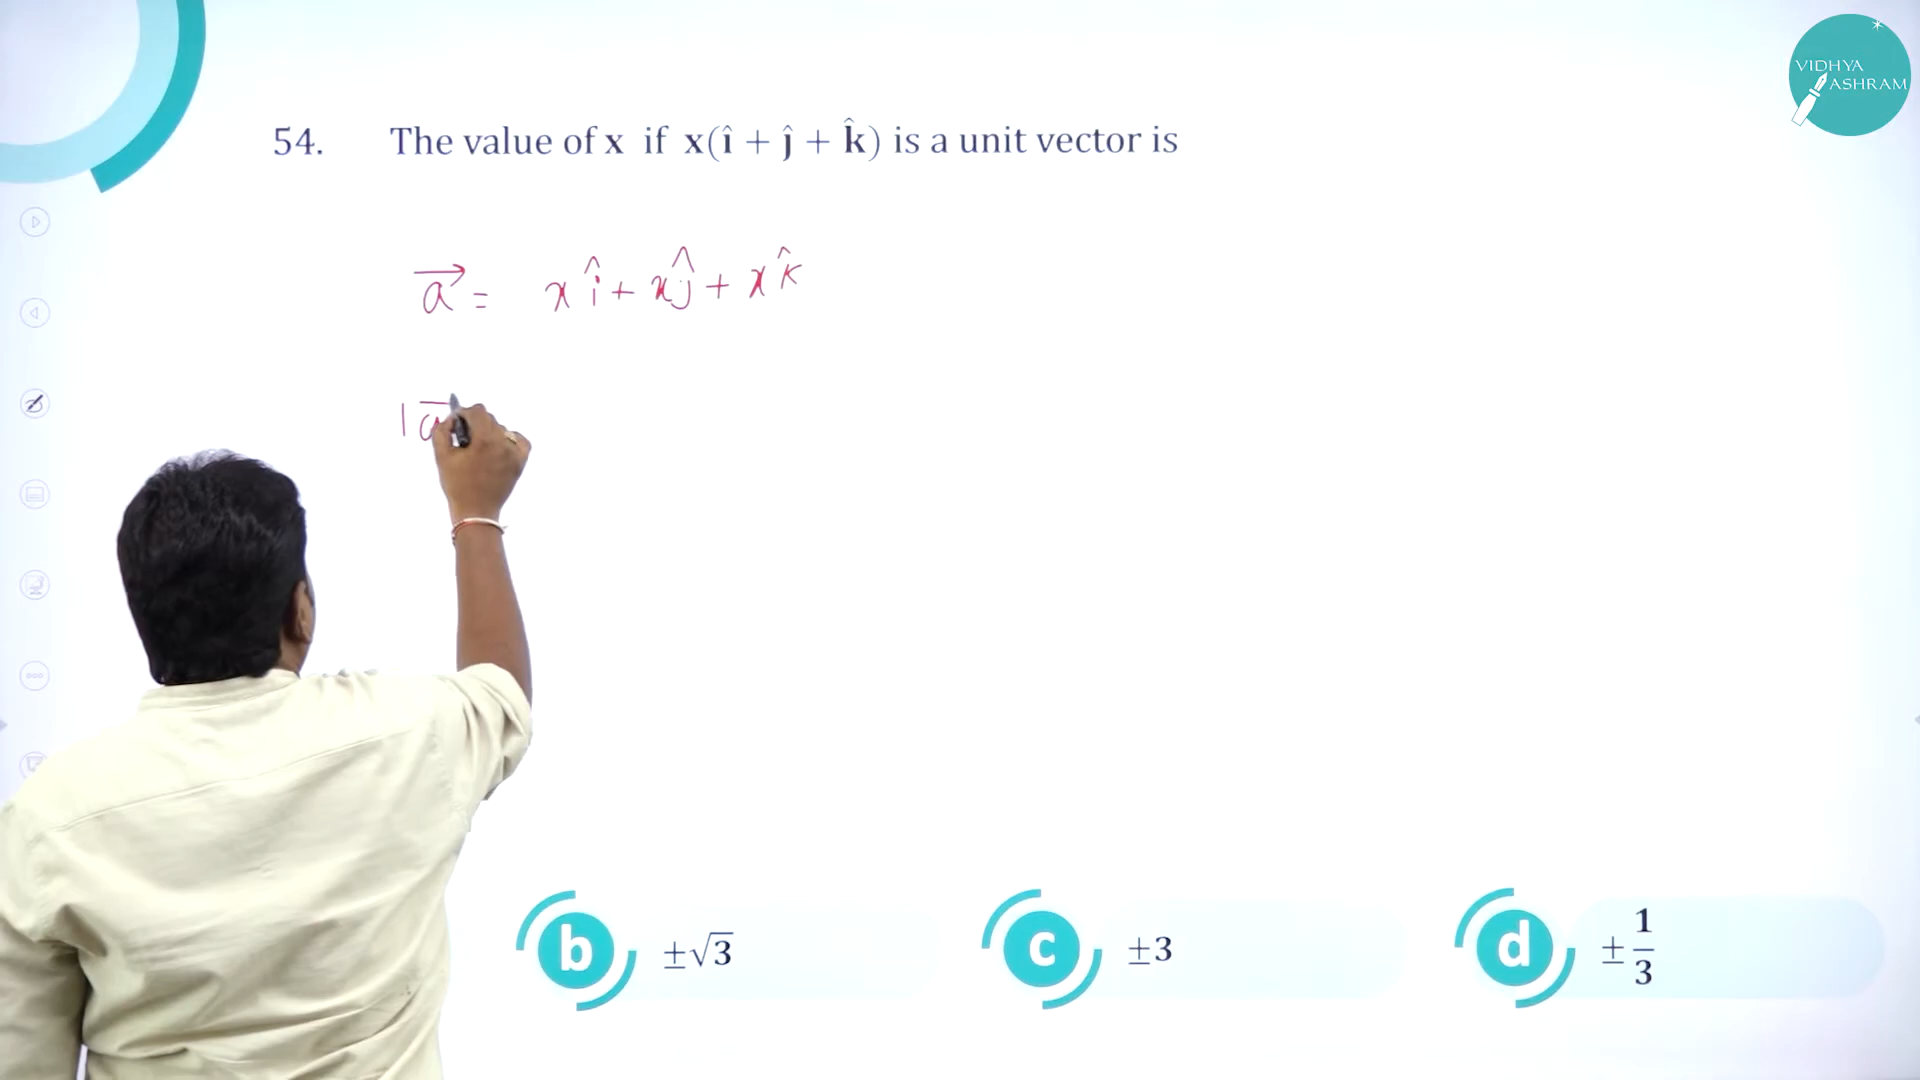 VIDHYA
ASHRAM
54. The value of x if x(î + ĵ + k̂) is a unit vector is
a⃗ = xî + xĵ + xk̂
|a
b ±√3
c ±3
d ±1/3